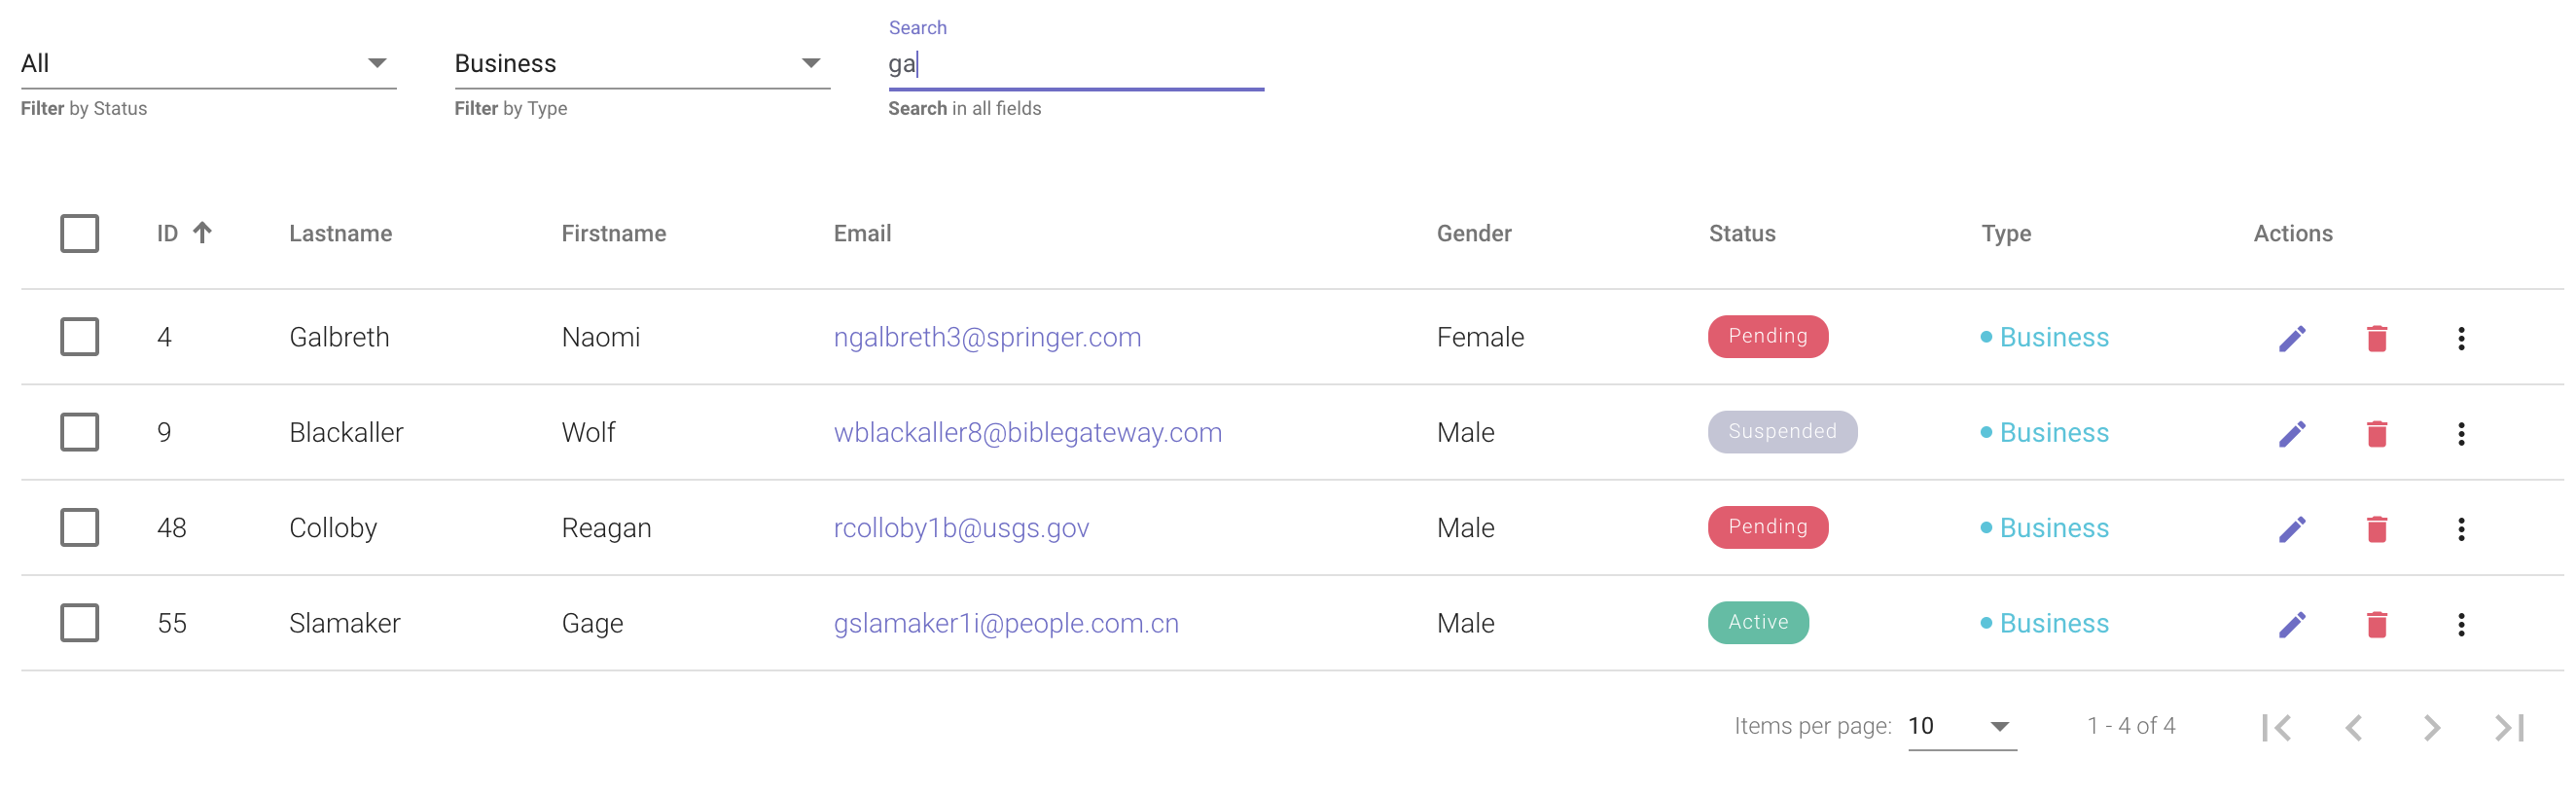 Search
All Business ga
Filter by Status Filter by Type Search in all fields
ID Lastname Firstname Email Gender Status Type Actions
4 Galbreth Naomi ngalbreth3@springer.com Female Pending Business
9 Blackaller Wolf wblackaller8@biblegateway.com Male Suspended Business
48 Colloby Reagan rcolloby1b@usgs.gov Male Pending Business
55 Slamaker Gage gslamaker1i@people.com.cn Male Active Business
Items per page: 10 1 - 4 of 4